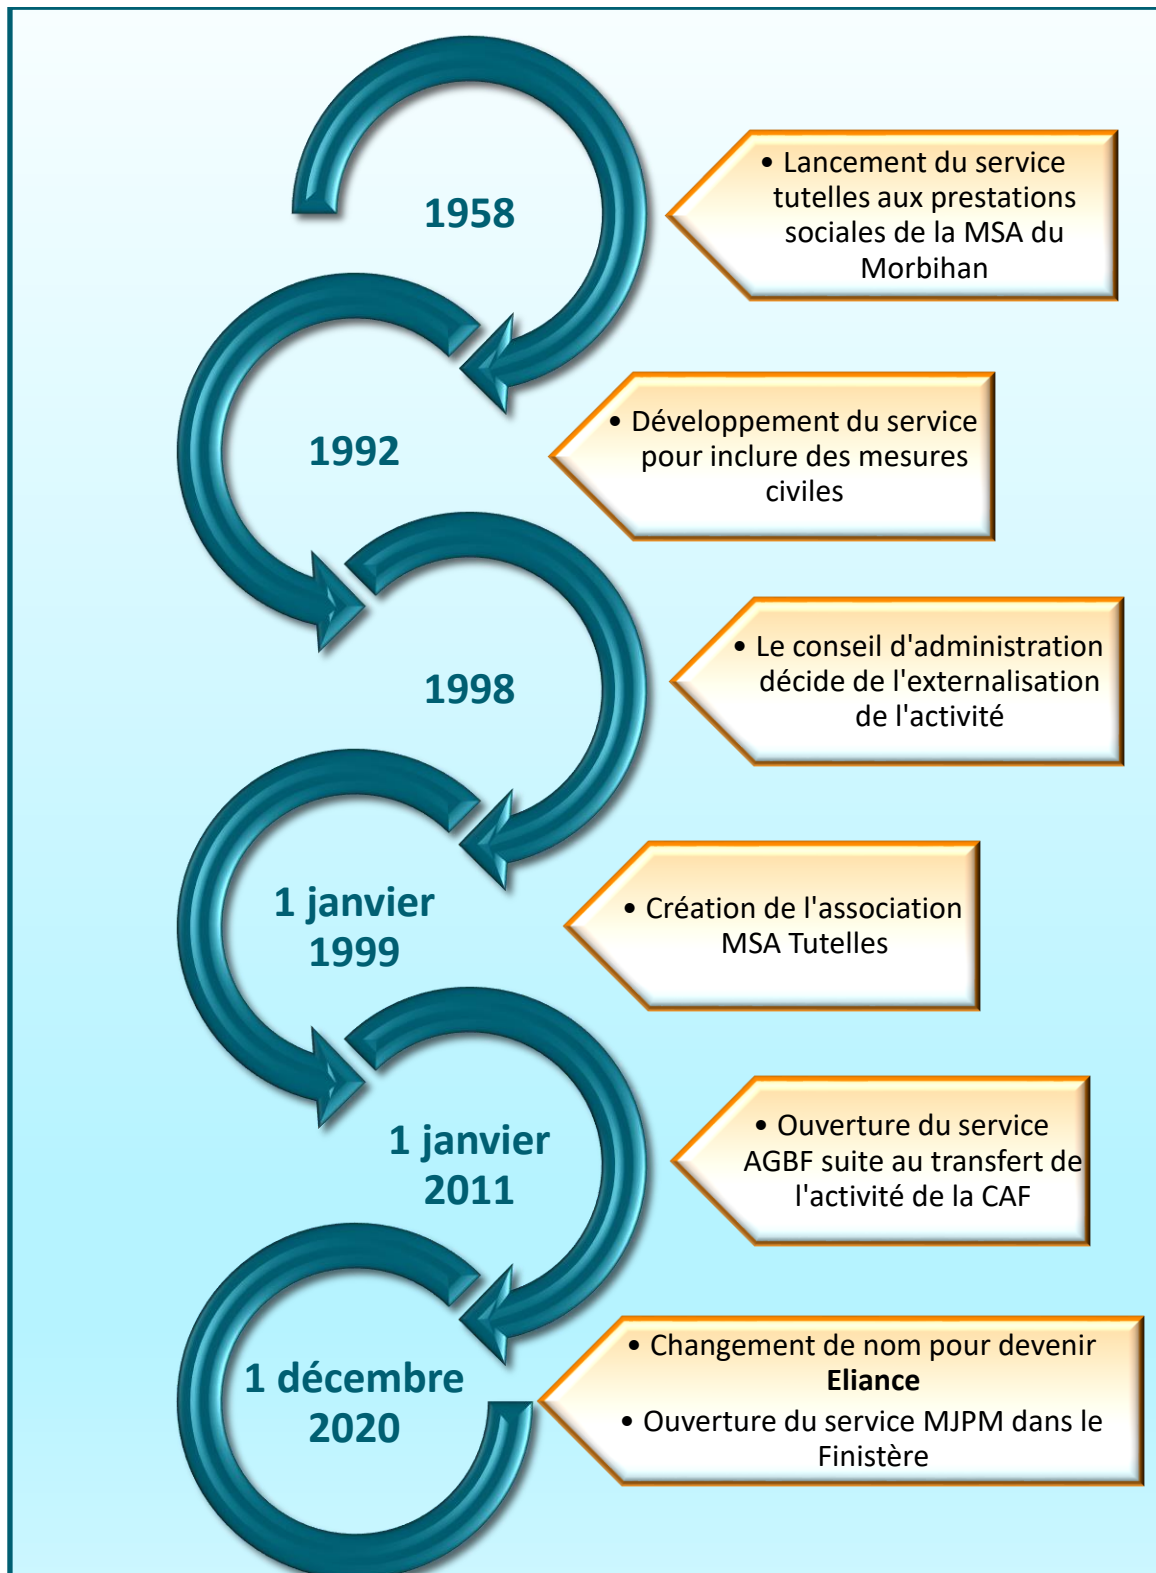 1958
• Lancement du service
tutelles aux prestations
sociales de la MSA du
Morbihan
1992
• Développement du service
pour inclure des mesures
civiles
1998
• Le conseil d'administration
décide de l'externalisation
de l'activité
1 janvier
1999
• Création de l'association
MSA Tutelles
1 janvier
2011
• Ouverture du service
AGBF suite au transfert de
l'activité de la CAF
1 décembre
2020
• Changement de nom pour devenir
Eliance
• Ouverture du service MJPM dans le
Finistère